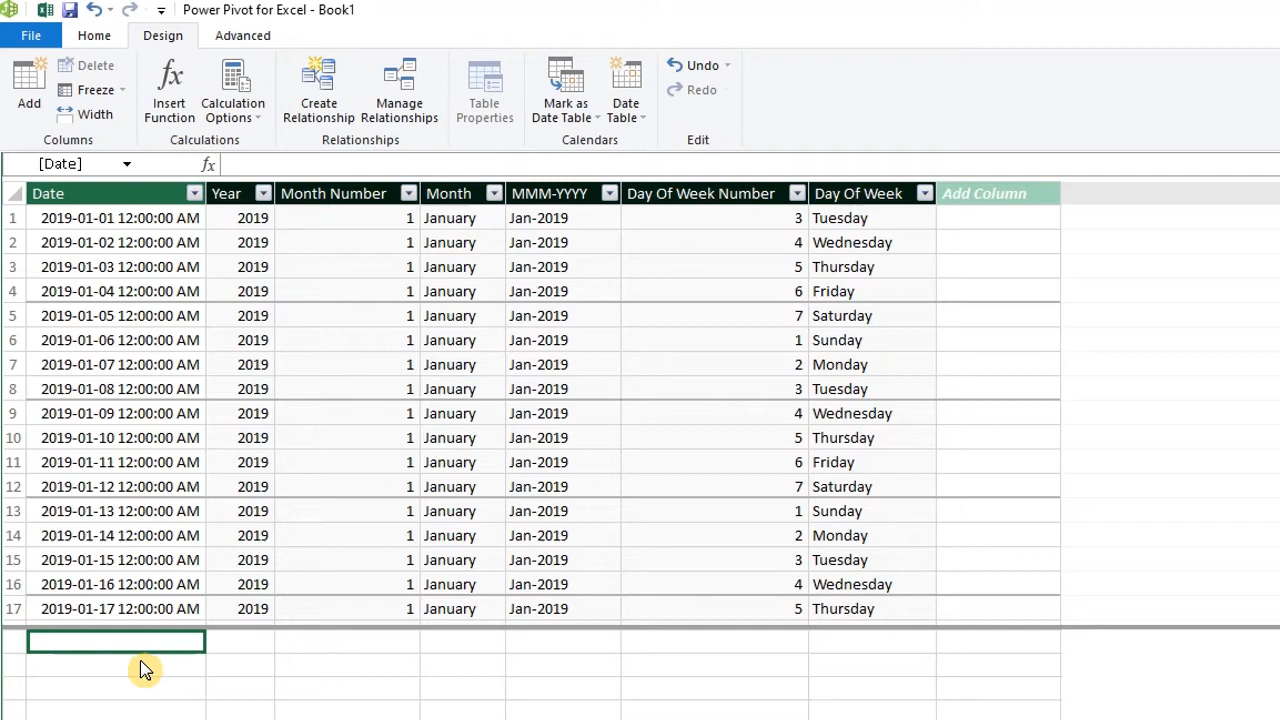 Power Pivot for Excel - Book1
File Home Design Advanced
Delete
Freeze
Width
Add
Insert Function
Calculation Options
Create Relationship
Manage Relationships
Table Properties
Mark as Date Table
Date Table
Undo
Redo
Columns Calculations Relationships Calendars Edit
[Date] fx
Date Year Month Number Month MMM-YYYY Day Of Week Number Day Of Week Add Column
1 2019-01-01 12:00:00 AM 2019 1 January Jan-2019 3 Tuesday
2 2019-01-02 12:00:00 AM 2019 1 January Jan-2019 4 Wednesday
3 2019-01-03 12:00:00 AM 2019 1 January Jan-2019 5 Thursday
4 2019-01-04 12:00:00 AM 2019 1 January Jan-2019 6 Friday
5 2019-01-05 12:00:00 AM 2019 1 January Jan-2019 7 Saturday
6 2019-01-06 12:00:00 AM 2019 1 January Jan-2019 1 Sunday
7 2019-01-07 12:00:00 AM 2019 1 January Jan-2019 2 Monday
8 2019-01-08 12:00:00 AM 2019 1 January Jan-2019 3 Tuesday
9 2019-01-09 12:00:00 AM 2019 1 January Jan-2019 4 Wednesday
10 2019-01-10 12:00:00 AM 2019 1 January Jan-2019 5 Thursday
11 2019-01-11 12:00:00 AM 2019 1 January Jan-2019 6 Friday
12 2019-01-12 12:00:00 AM 2019 1 January Jan-2019 7 Saturday
13 2019-01-13 12:00:00 AM 2019 1 January Jan-2019 1 Sunday
14 2019-01-14 12:00:00 AM 2019 1 January Jan-2019 2 Monday
15 2019-01-15 12:00:00 AM 2019 1 January Jan-2019 3 Tuesday
16 2019-01-16 12:00:00 AM 2019 1 January Jan-2019 4 Wednesday
17 2019-01-17 12:00:00 AM 2019 1 January Jan-2019 5 Thursday